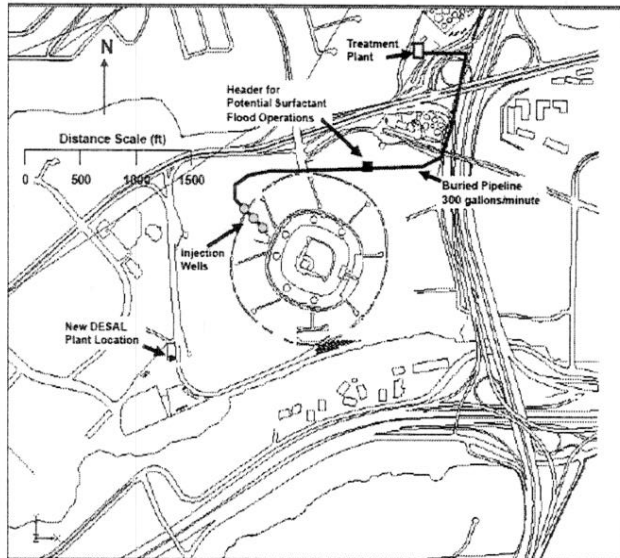 N
Treatment
Plant
Header for
Potential Surfactant
Flood Operations
Distance Scale (ft)
0 500 1000 1500
Buried Pipeline
300 gallons/minute
Injection
Wells
New DESAL
Plant Location